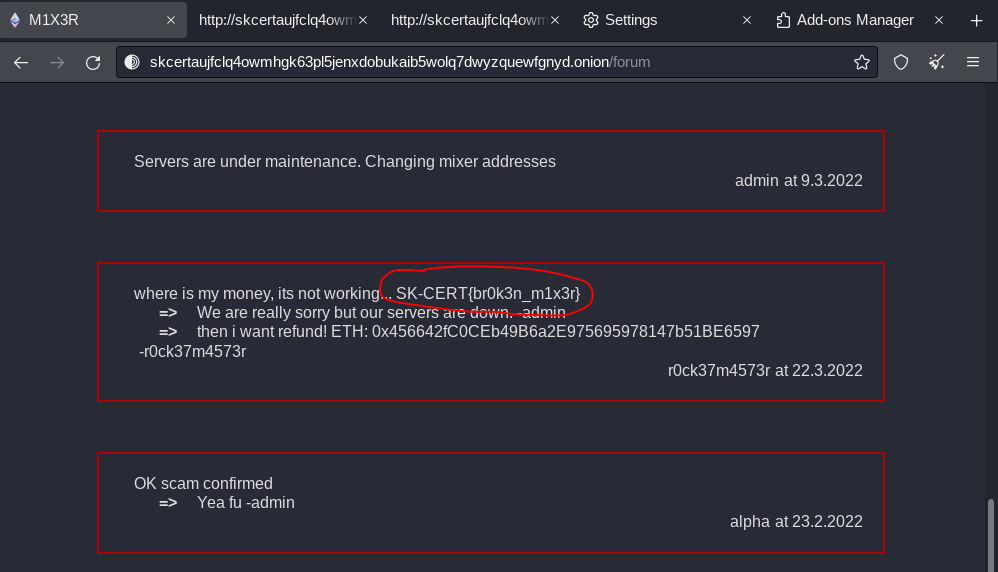 M1X3R
http://skcertaujfclq4owm
http://skcertaujfclq4owm
Settings
Add-ons Manager
skcertaujfclq4owmhgk63pl5jenxdobukaib5wolq7dwyzquewfgnyd.onion/forum
Servers are under maintenance. Changing mixer addresses
admin at 9.3.2022
where is my money, its not working... SK-CERT{br0k3n_m1x3r}
=> We are really sorry but our servers are down. -admin
=> then i want refund! ETH: 0x456642fC0CEb49B6a2E975695978147b51BE6597
-r0ck37m4573r
r0ck37m4573r at 22.3.2022
OK scam confirmed
=> Yea fu -admin
alpha at 23.2.2022